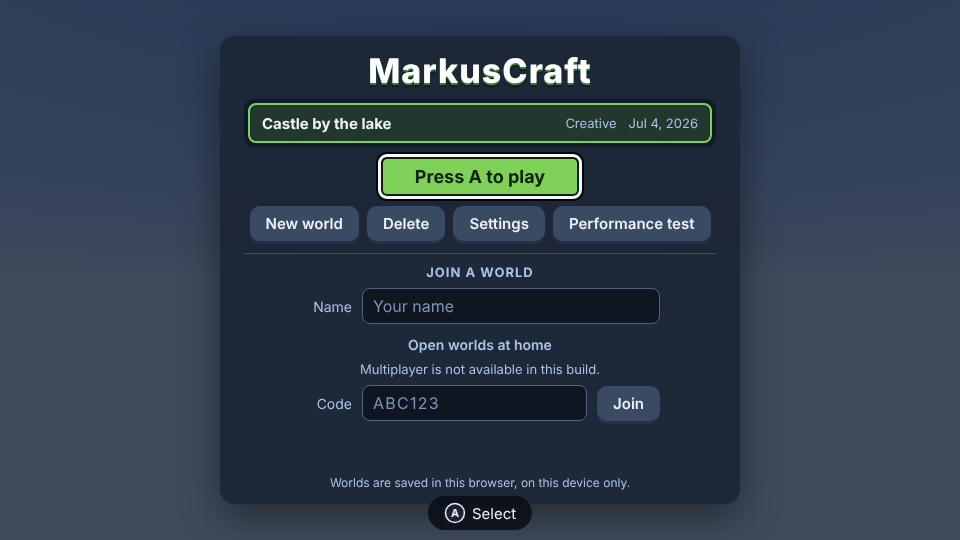 MarkusCraft
Castle by the lake Creative Jul 4, 2026
Press A to play
New world Delete Settings Performance test
JOIN A WORLD
Name Your name
Open worlds at home
Multiplayer is not available in this build.
Code ABC123 Join
Worlds are saved in this browser, on this device only.
A Select